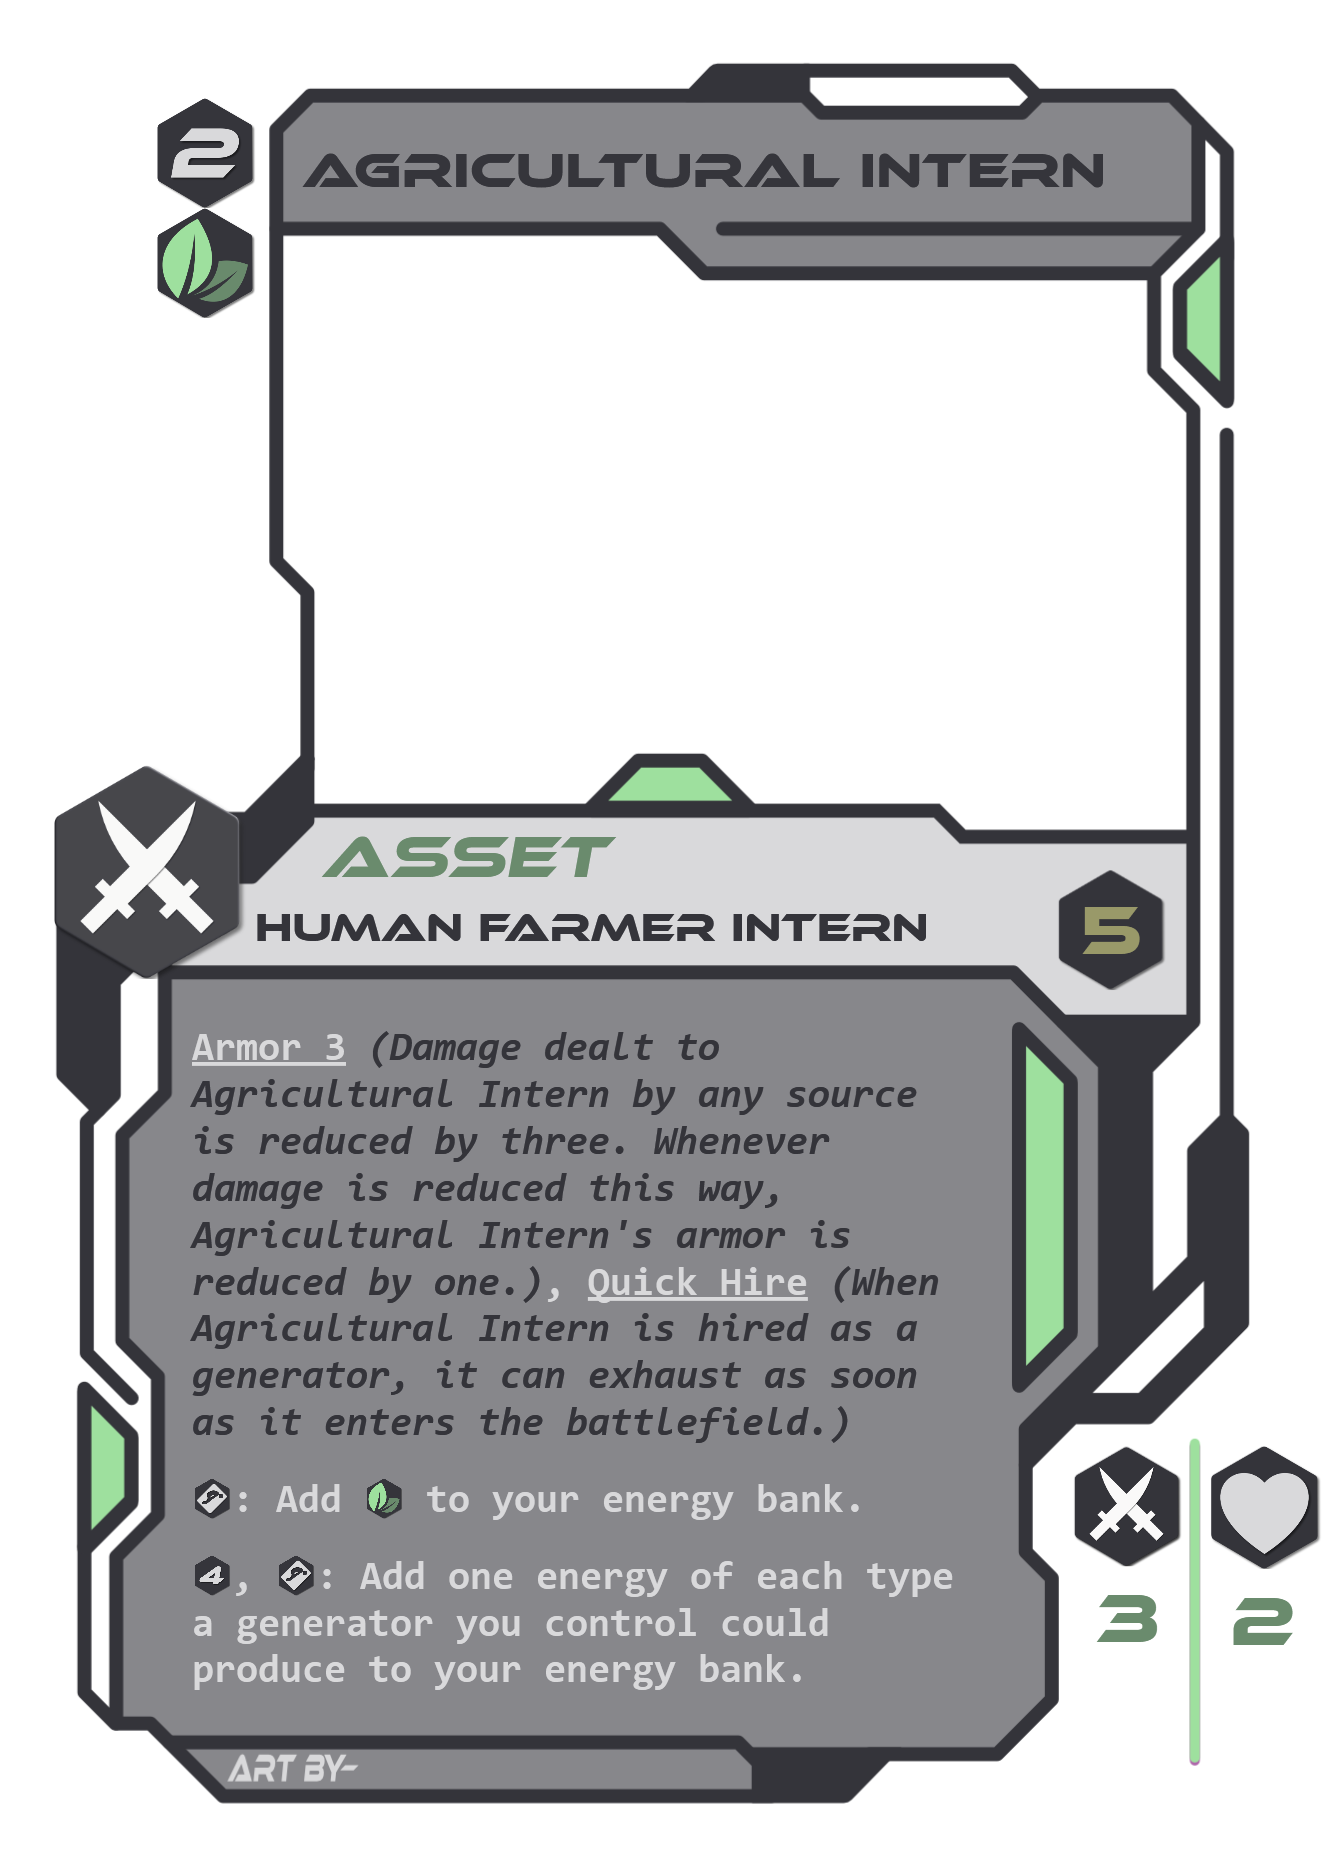 2
AGRICULTURAL INTERN
ASSET
HUMAN FARMER INTERN
5
Armor 3 (Damage dealt to
Agricultural Intern by any source
is reduced by three. Whenever
damage is reduced this way,
Agricultural Intern's armor is
reduced by one.), Quick Hire (When
Agricultural Intern is hired as a
generator, it can exhaust as soon
as it enters the battlefield.)
: Add to your energy bank.
4, : Add one energy of each type
a generator you control could
produce to your energy bank.
3 2
ART BY-